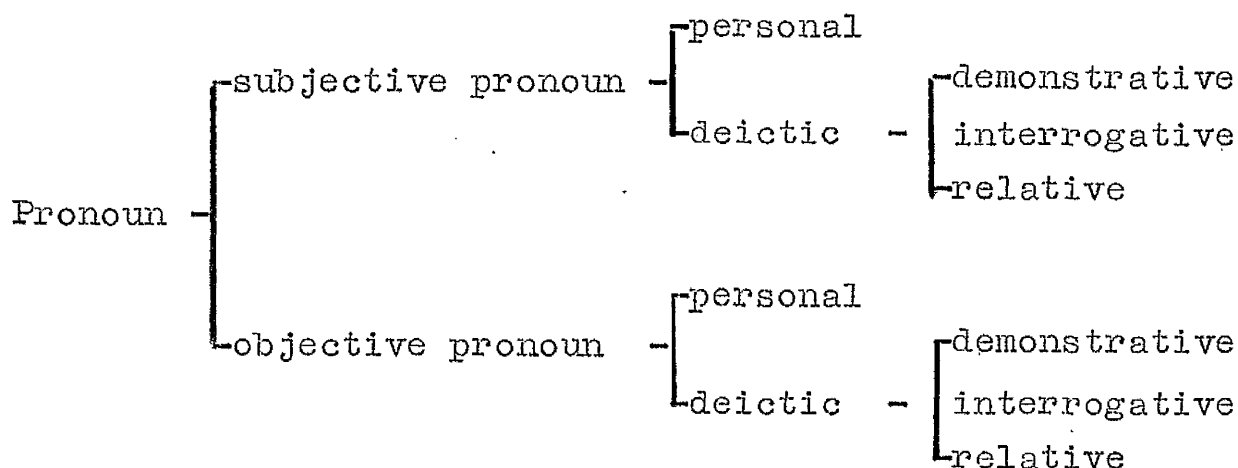 personal
subjective pronoun
demonstrative
deictic
interrogative
relative
Pronoun
personal
objective pronoun
demonstrative
deictic
interrogative
relative